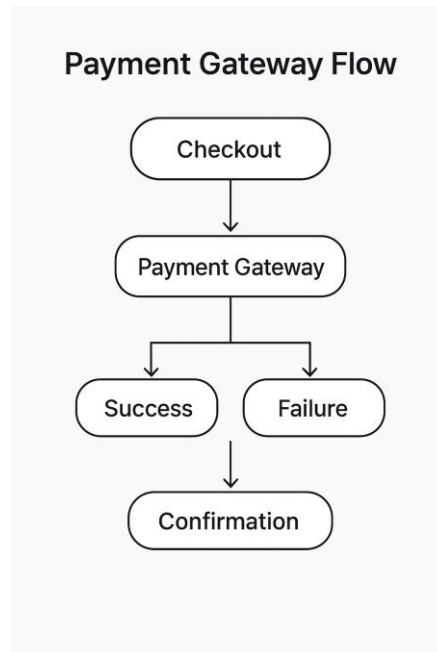 Payment Gateway Flow
Checkout
Payment Gateway
Success
Failure
Confirmation